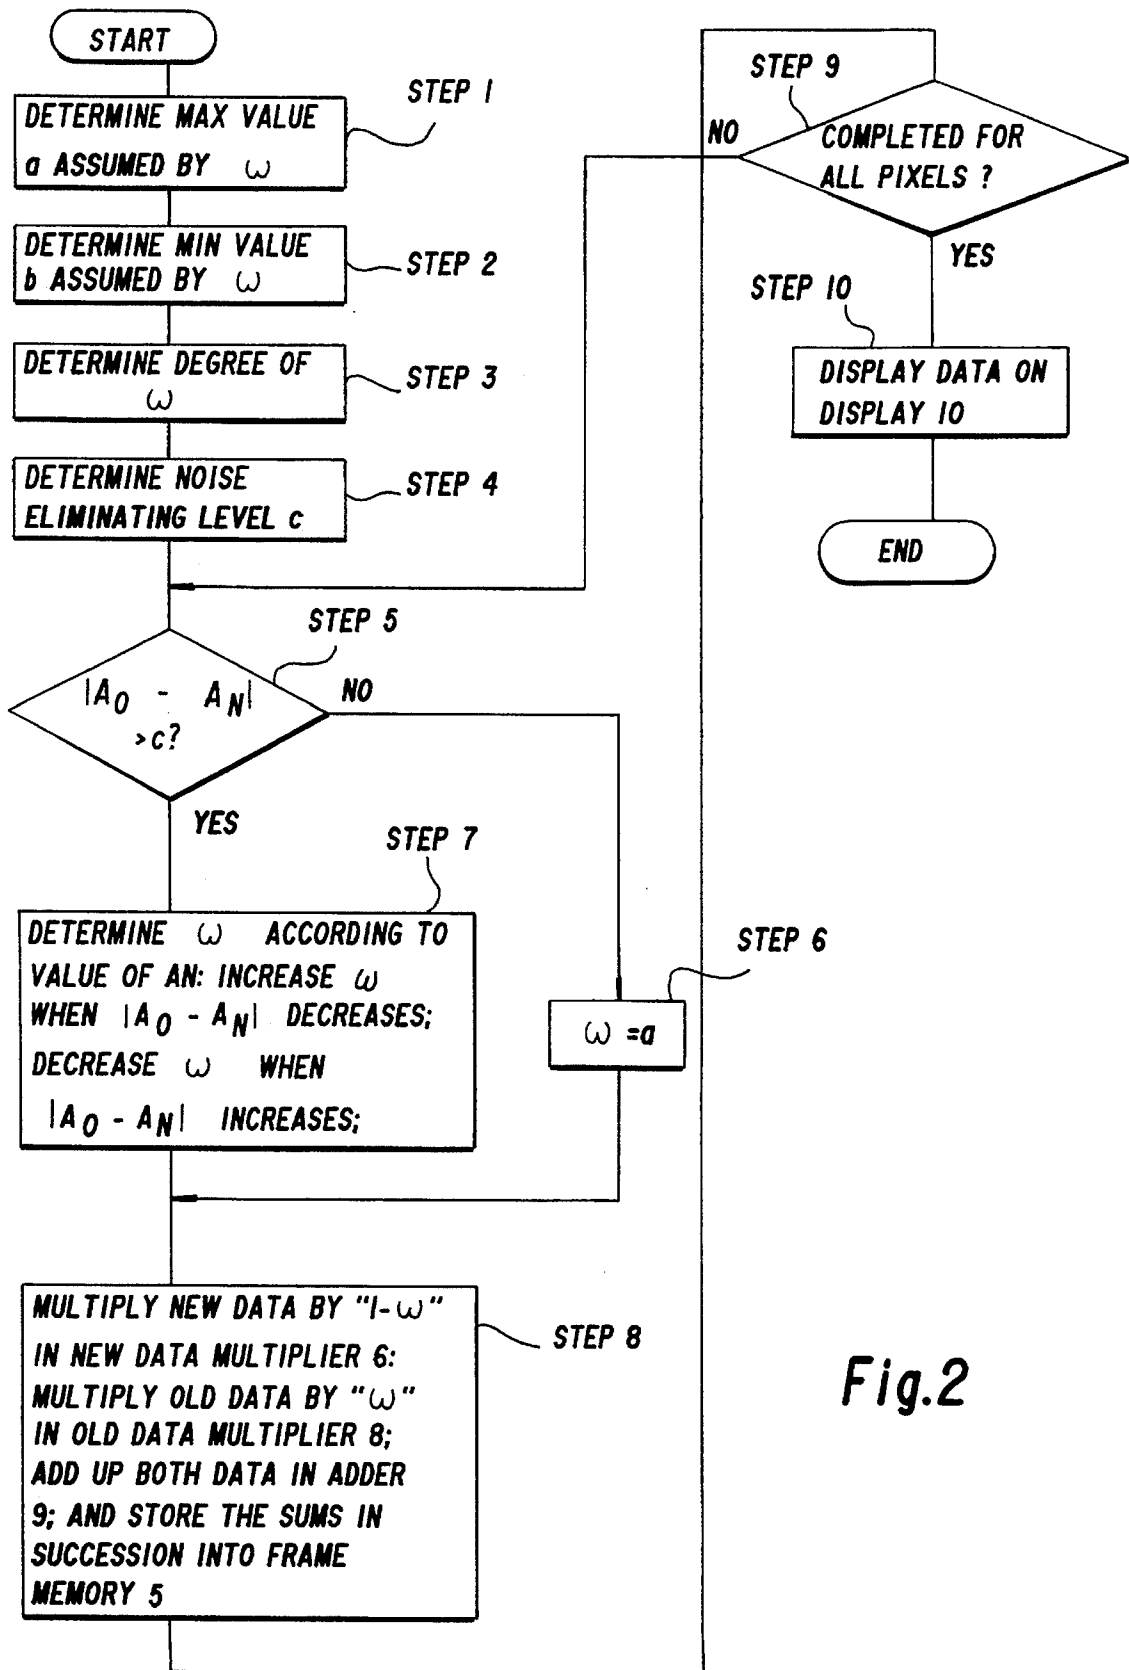 START
STEP 1
DETERMINE MAX VALUE
a ASSUMED BY ω
DETERMINE MIN VALUE
b ASSUMED BY ω
STEP 2
DETERMINE DEGREE OF
ω
STEP 3
DETERMINE NOISE
ELIMINATING LEVEL c
STEP 4
STEP 5
|AO - AN|
>c?
NO
YES
STEP 7
DETERMINE ω ACCORDING TO
VALUE OF AN: INCREASE ω
WHEN |AO - AN| DECREASES;
DECREASE ω WHEN
|AO - AN| INCREASES;
STEP 6
ω =a
MULTIPLY NEW DATA BY "1-ω"
IN NEW DATA MULTIPLIER 6:
MULTIPLY OLD DATA BY "ω"
IN OLD DATA MULTIPLIER 8;
ADD UP BOTH DATA IN ADDER
9; AND STORE THE SUMS IN
SUCCESSION INTO FRAME
MEMORY 5
STEP 8
STEP 9
NO
COMPLETED FOR
ALL PIXELS ?
YES
STEP 10
DISPLAY DATA ON
DISPLAY 10
END
Fig.2